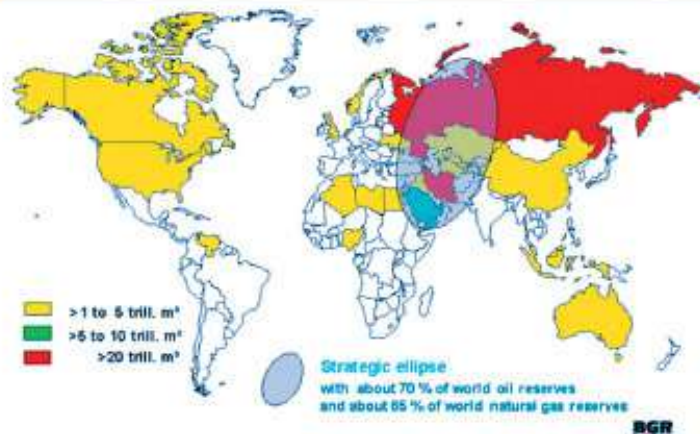 >1 to 5 trill. m³
>5 to 10 trill. m³
>20 trill. m³
Strategic ellipse
with about 70 % of world oil reserves
and about 65 % of world natural gas reserves
BGR